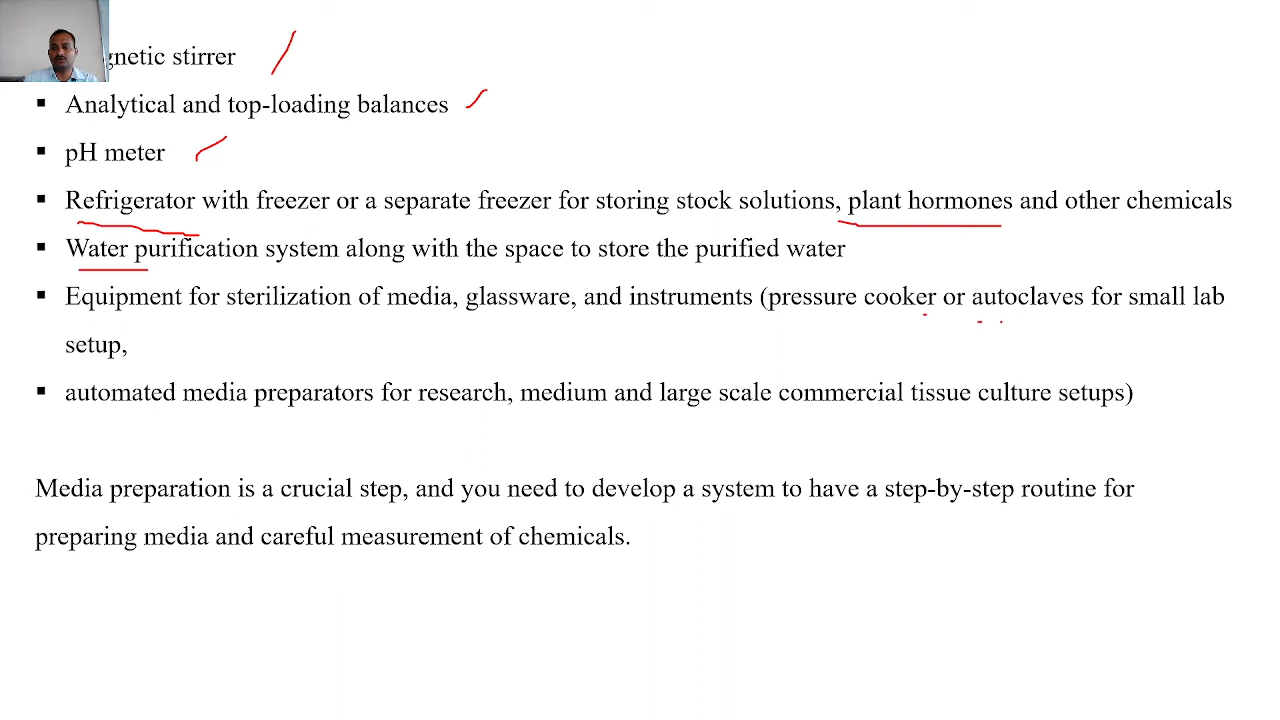 gnetic stirrer
▪ Analytical and top-loading balances
▪ pH meter
▪ Refrigerator with freezer or a separate freezer for storing stock solutions, plant hormones and other chemicals
▪ Water purification system along with the space to store the purified water
▪ Equipment for sterilization of media, glassware, and instruments (pressure cooker or autoclaves for small lab
setup,
▪ automated media preparators for research, medium and large scale commercial tissue culture setups)
Media preparation is a crucial step, and you need to develop a system to have a step-by-step routine for
preparing media and careful measurement of chemicals.